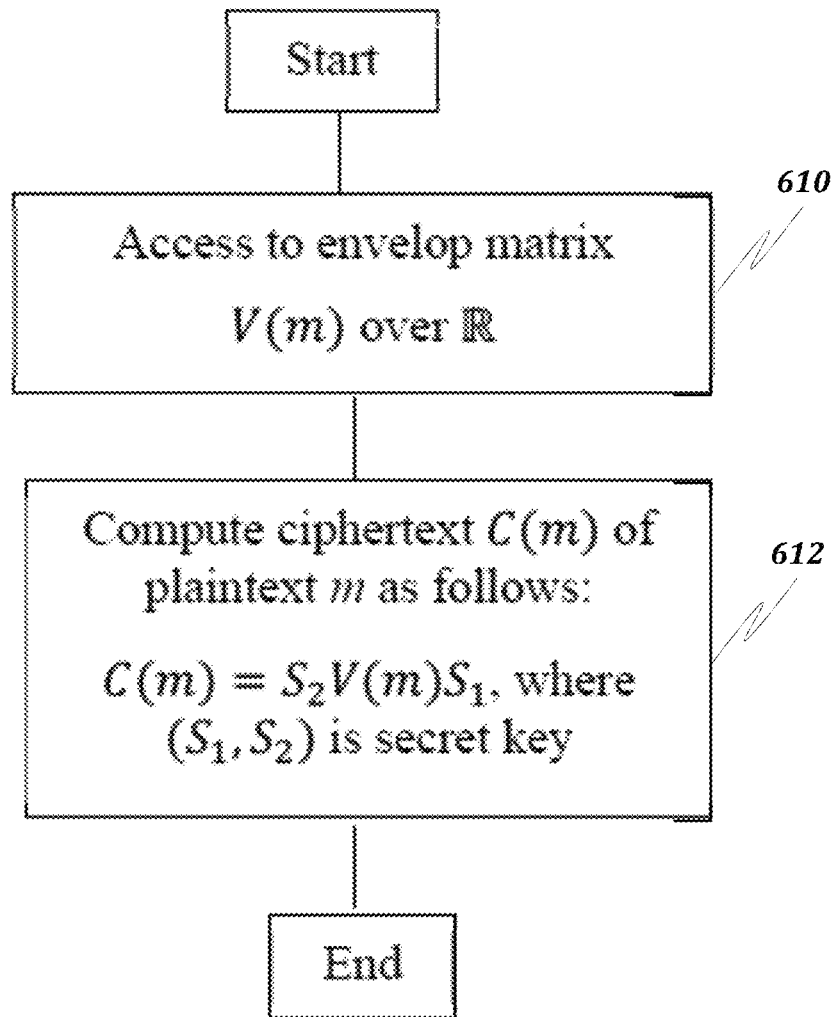 Start
610
Access to envelop matrix
V(m) over ℝ
Compute ciphertext C(m) of
plaintext m as follows:
612
C(m) = S₂V(m)S₁, where
(S₁, S₂) is secret key
End